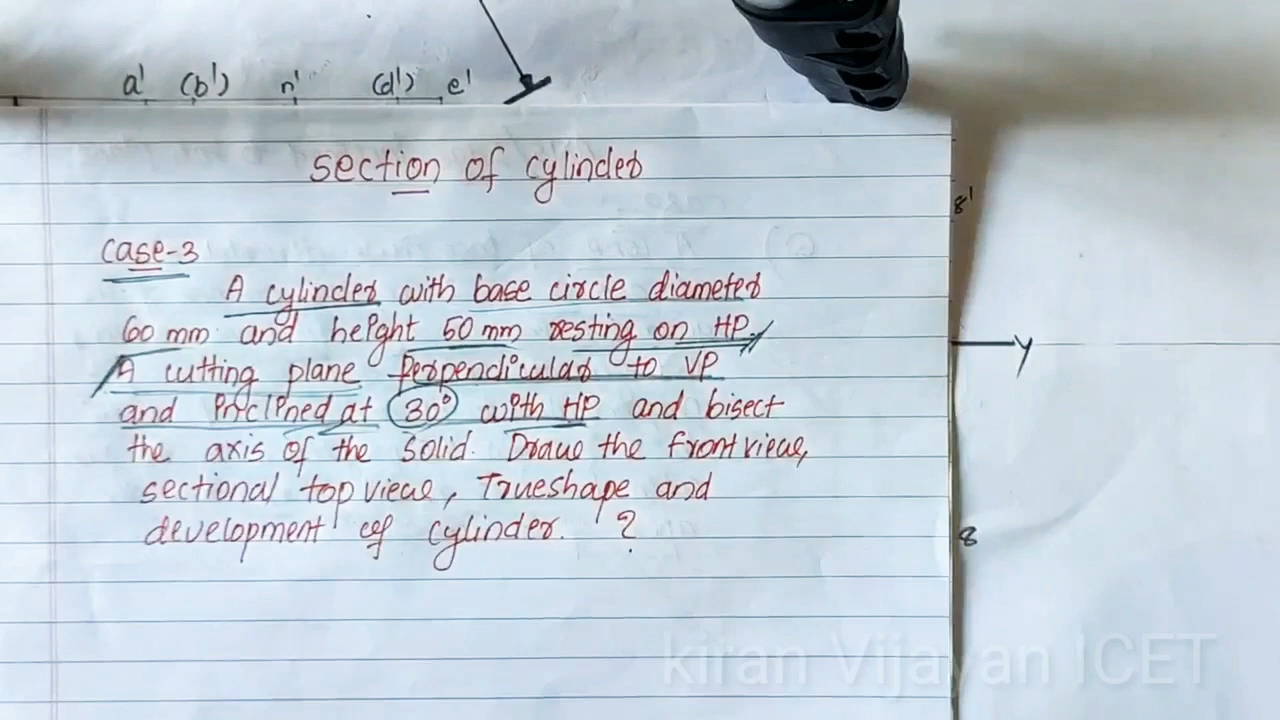 a' (b') n' (d') e'
section of cylinder
8'
case-3
A cylinder with base circle diameter
60 mm and height 50 mm resting on HP.
y
A cutting plane perpendicular to VP
and inclined at 30° with HP and bisect
the axis of the solid. Draw the front view,
sectional top view, Trueshape and
development of cylinder. ?
8
kiran Vijayan ICET